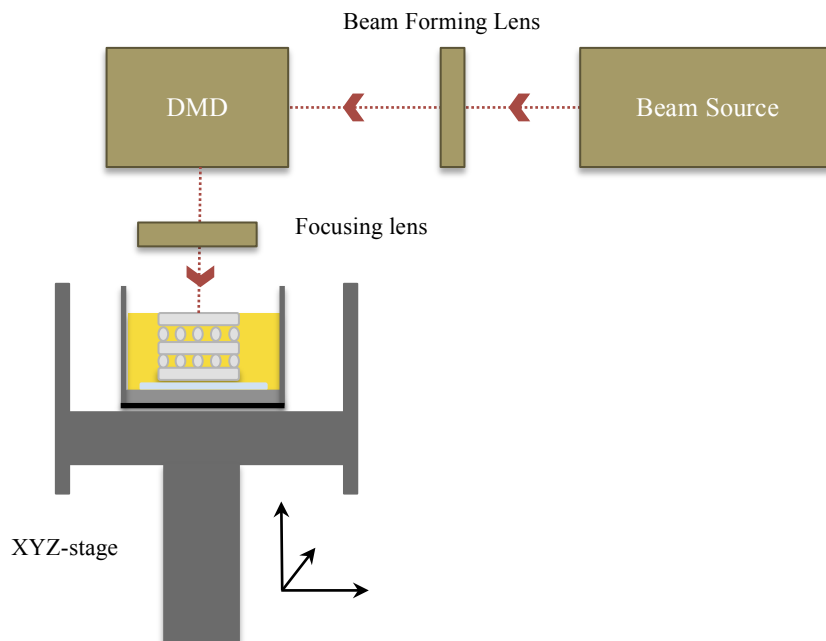 Beam Forming Lens
DMD
Beam Source
Focusing lens
XYZ-stage